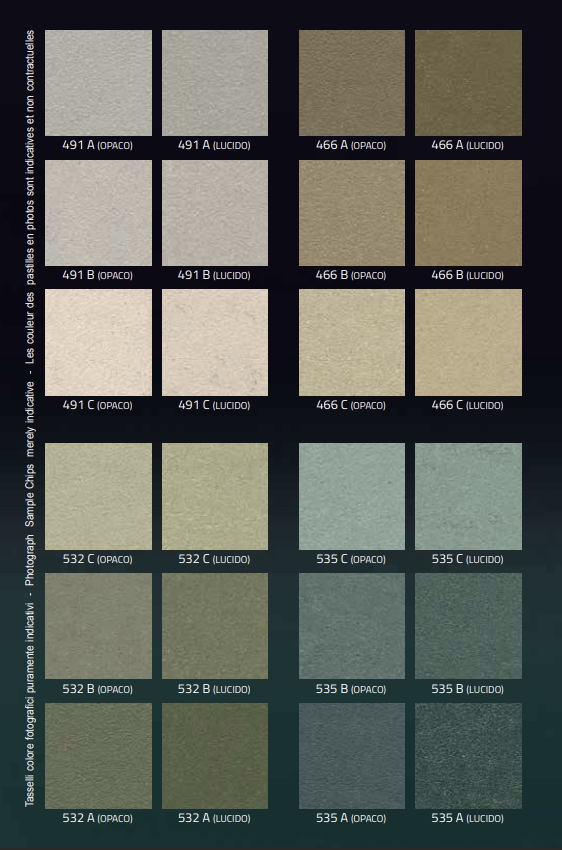 491 A (OPACO) 491 A (LUCIDO) 466 A (OPACO) 466 A (LUCIDO)
491 B (OPACO) 491 B (LUCIDO) 466 B (OPACO) 466 B (LUCIDO)
491 C (OPACO) 491 C (LUCIDO) 466 C (OPACO) 466 C (LUCIDO)
532 C (OPACO) 532 C (LUCIDO) 535 C (OPACO) 535 C (LUCIDO)
532 B (OPACO) 532 B (LUCIDO) 535 B (OPACO) 535 B (LUCIDO)
532 A (OPACO) 532 A (LUCIDO) 535 A (OPACO) 535 A (LUCIDO)
Tasselli colore fotografici puramente indicativi - Photograph Sample Chips merely indicative - Les couleur des pastilles en photos sont indicatives et non contractuelles